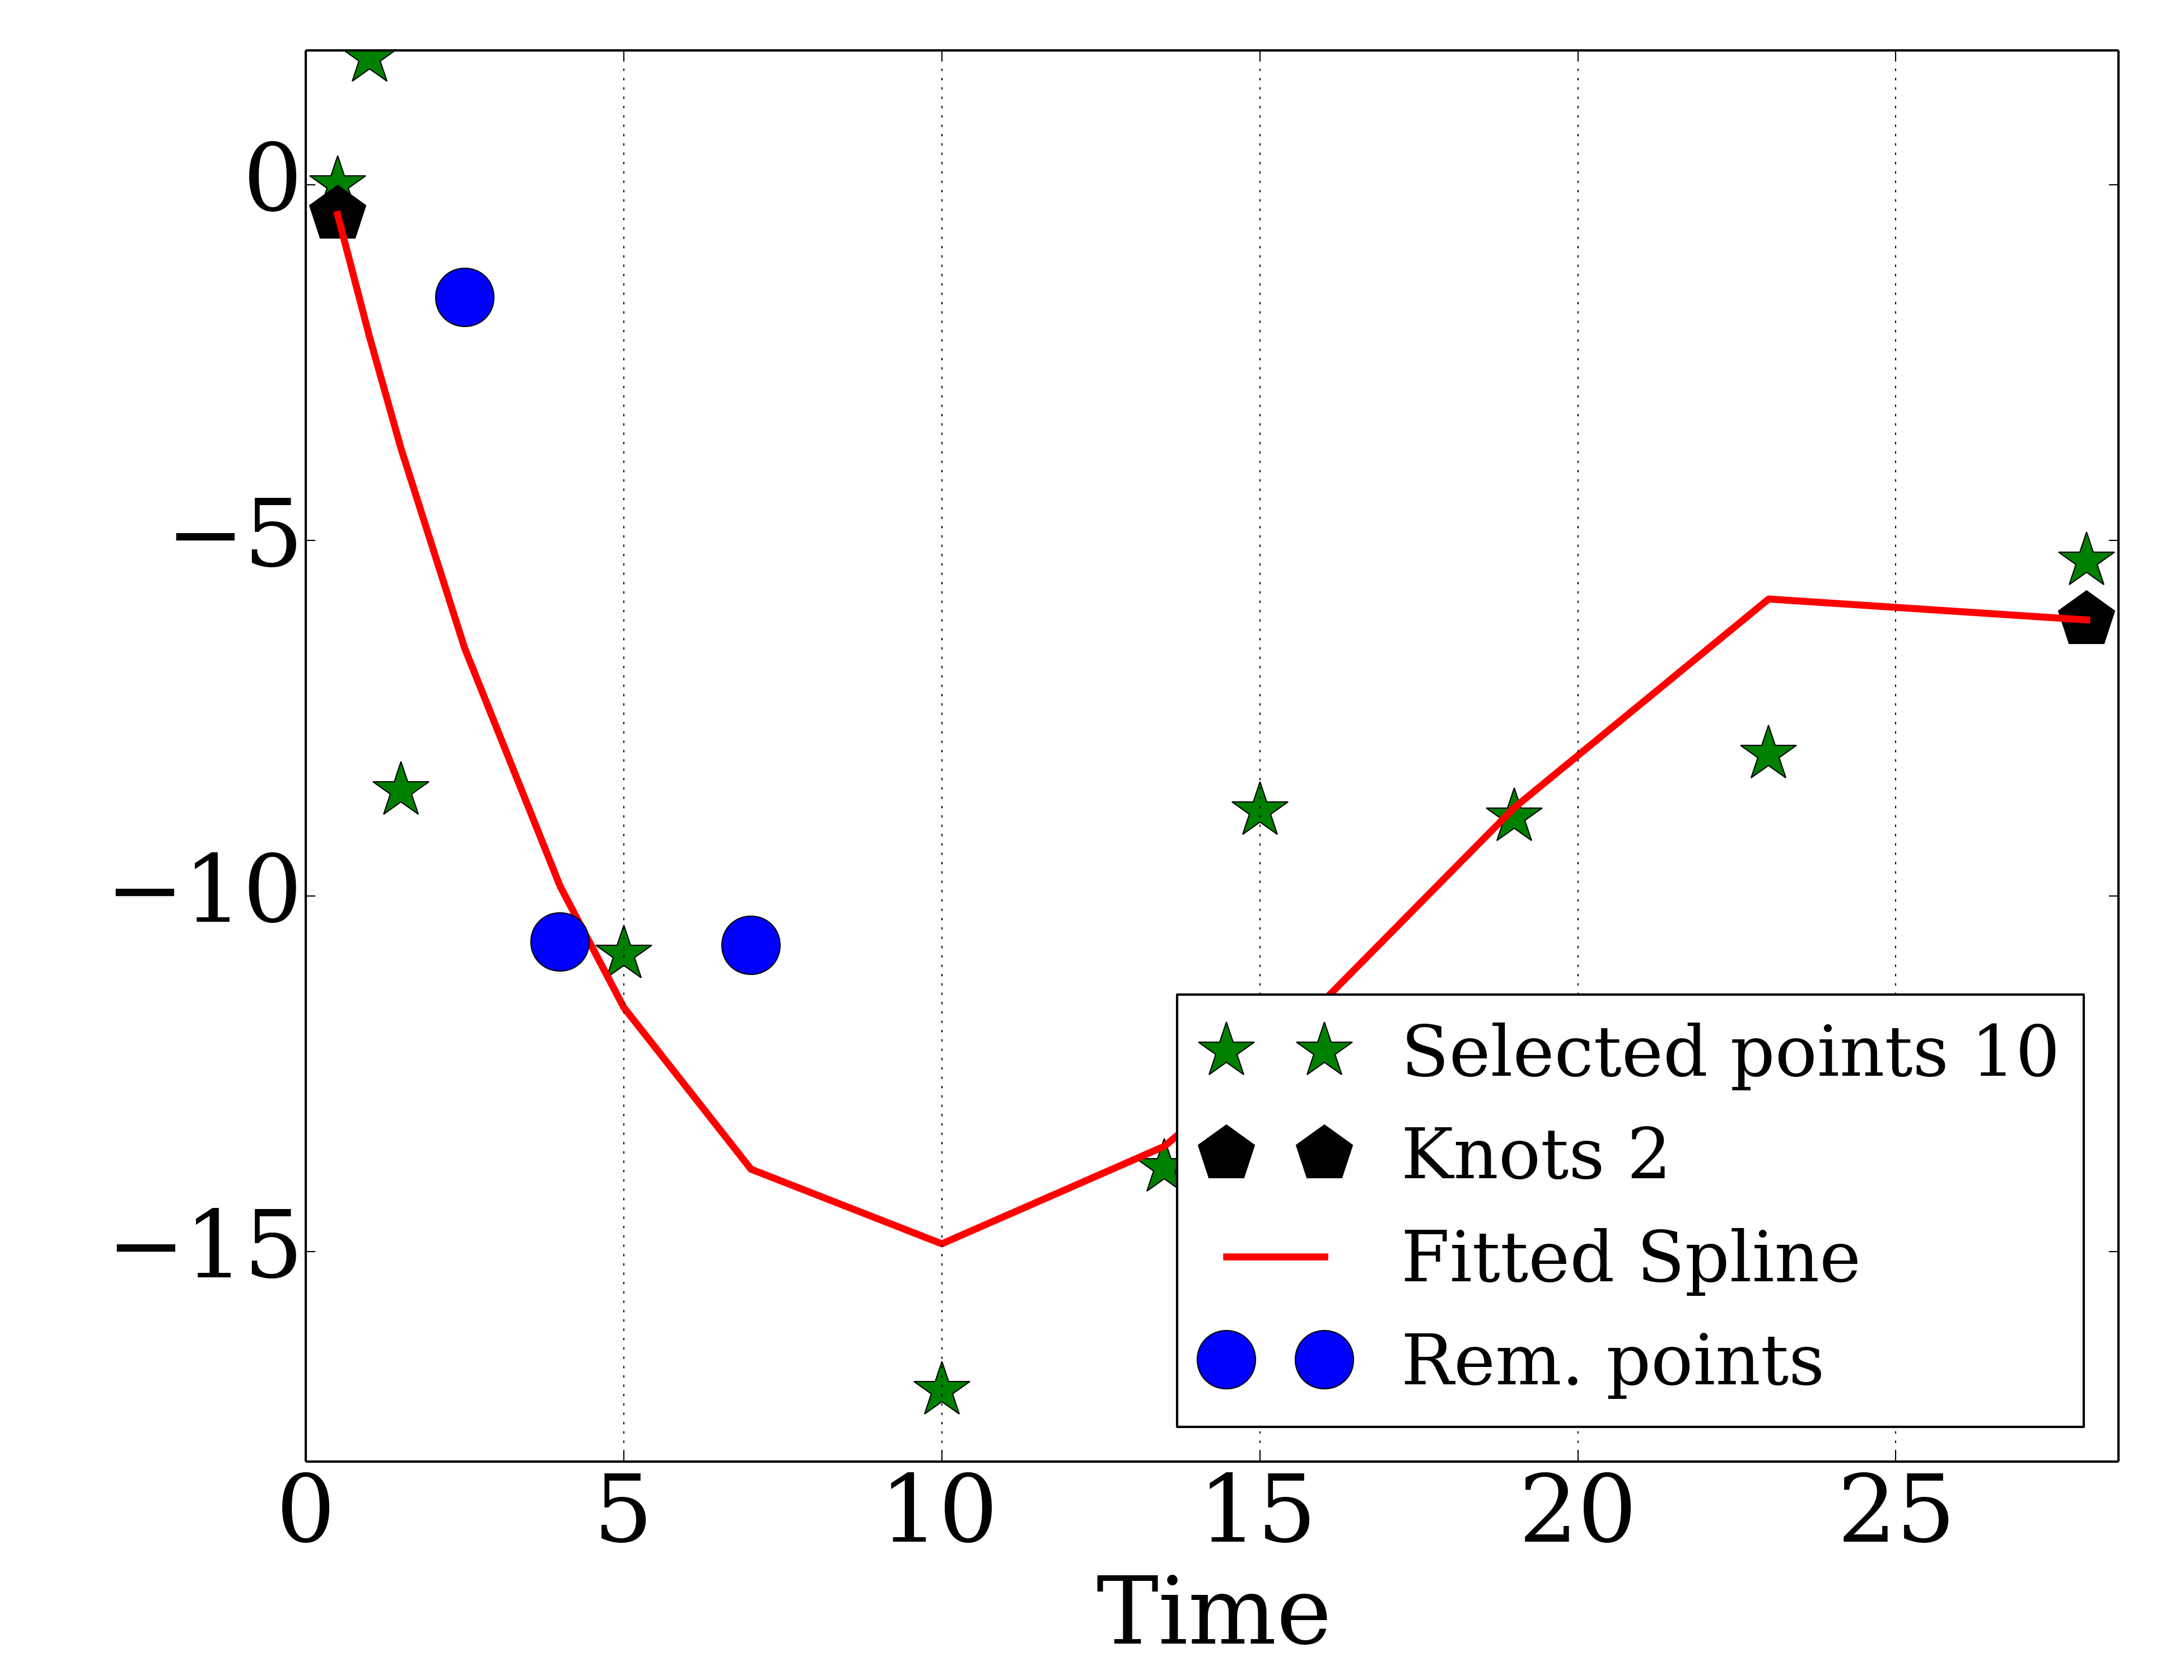 0
−5
−10
−15
0 5 10 15 20 25
Time
Selected points 10
Knots 2
Fitted Spline
Rem. points